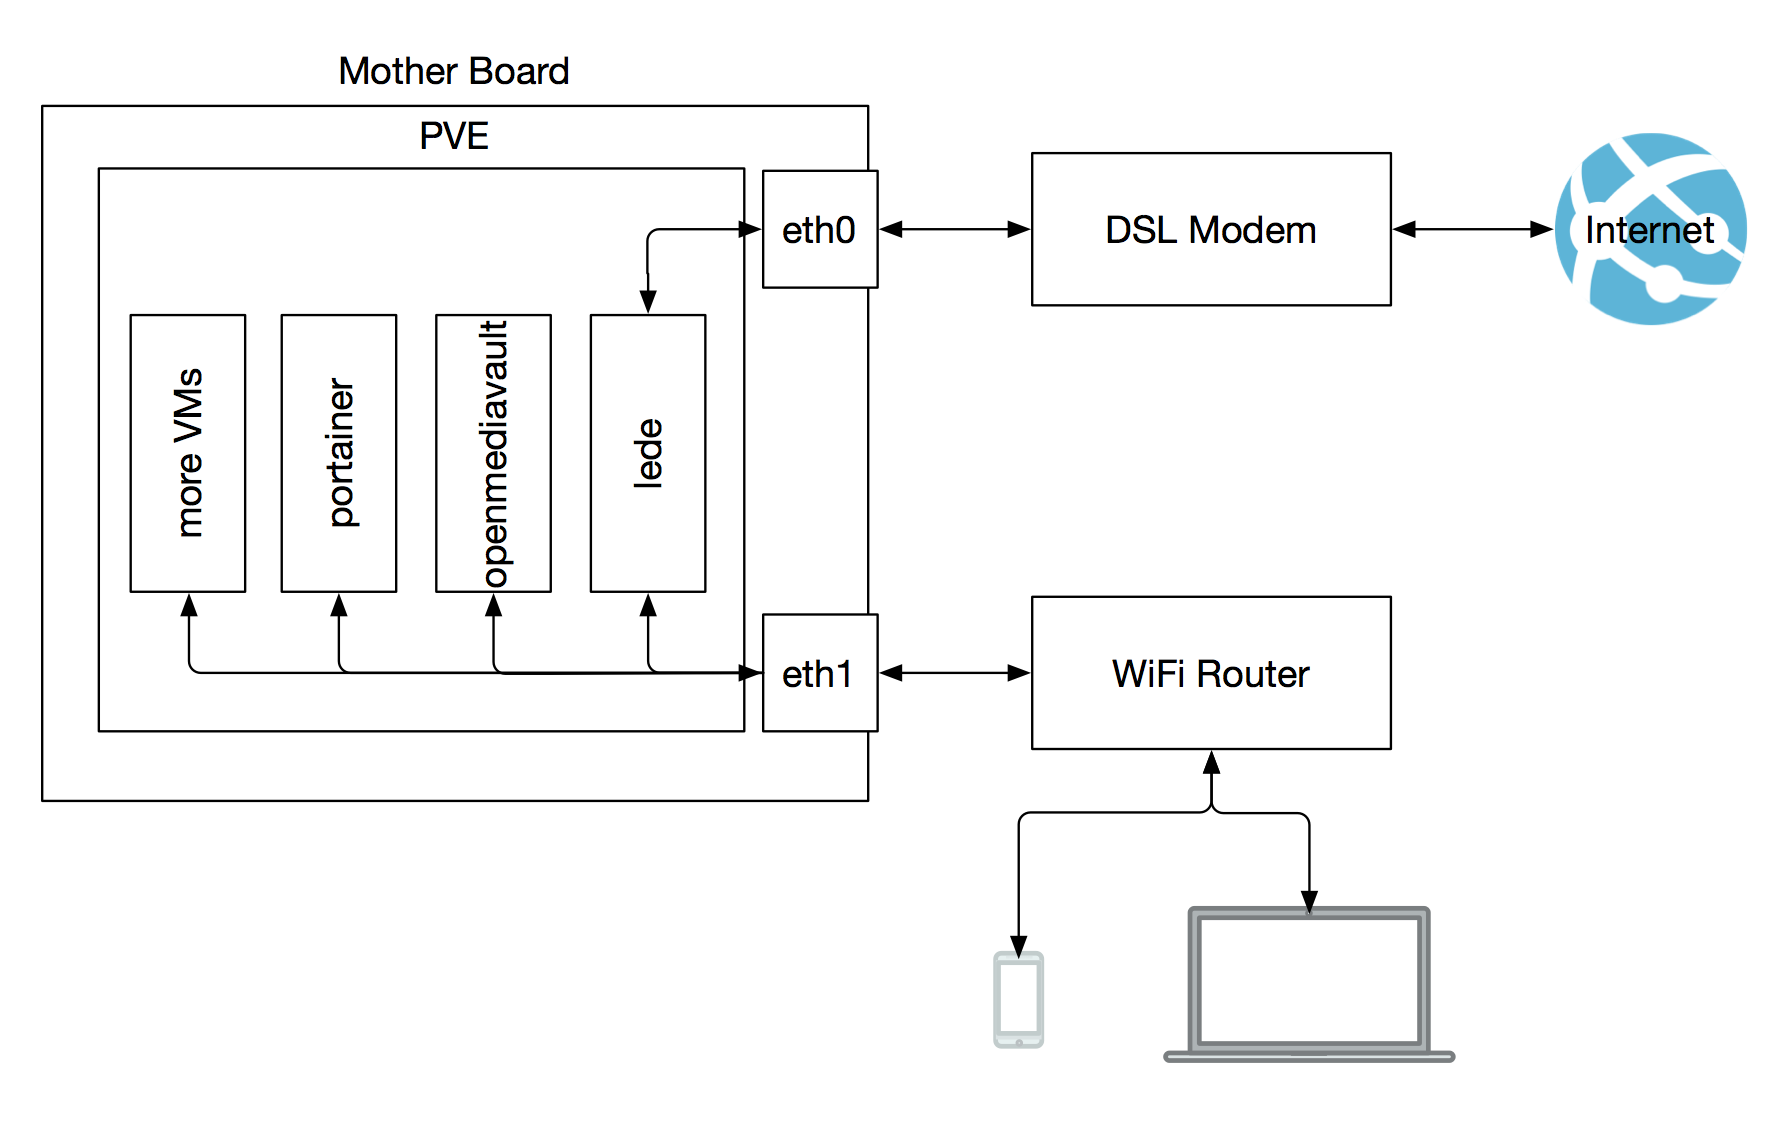 Mother Board
PVE
eth0
DSL Modem
Internet
more VMs
portainer
openmediavault
lede
eth1
WiFi Router